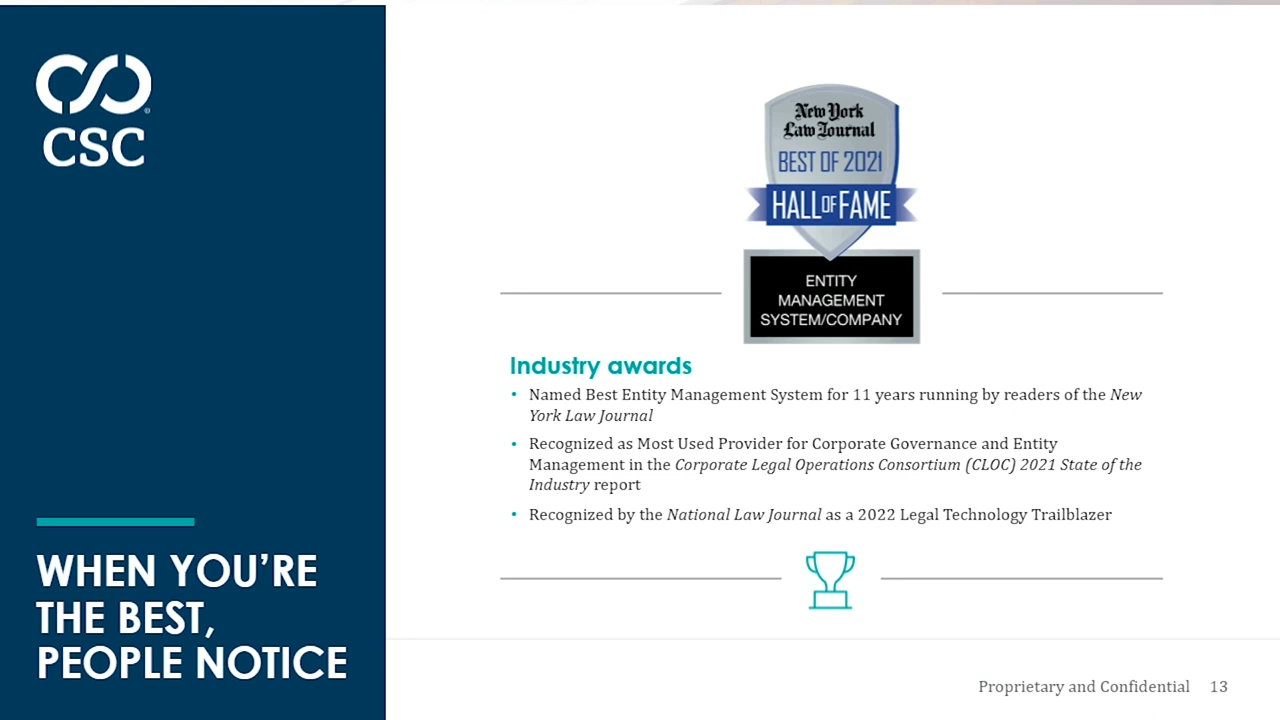 CSC
WHEN YOU’RE
THE BEST,
PEOPLE NOTICE
New York
Law Journal
BEST OF 2021
HALL OF FAME
ENTITY
MANAGEMENT
SYSTEM/COMPANY
Industry awards
• Named Best Entity Management System for 11 years running by readers of the New
York Law Journal
• Recognized as Most Used Provider for Corporate Governance and Entity
Management in the Corporate Legal Operations Consortium (CLOC) 2021 State of the
Industry report
• Recognized by the National Law Journal as a 2022 Legal Technology Trailblazer
Proprietary and Confidential 13